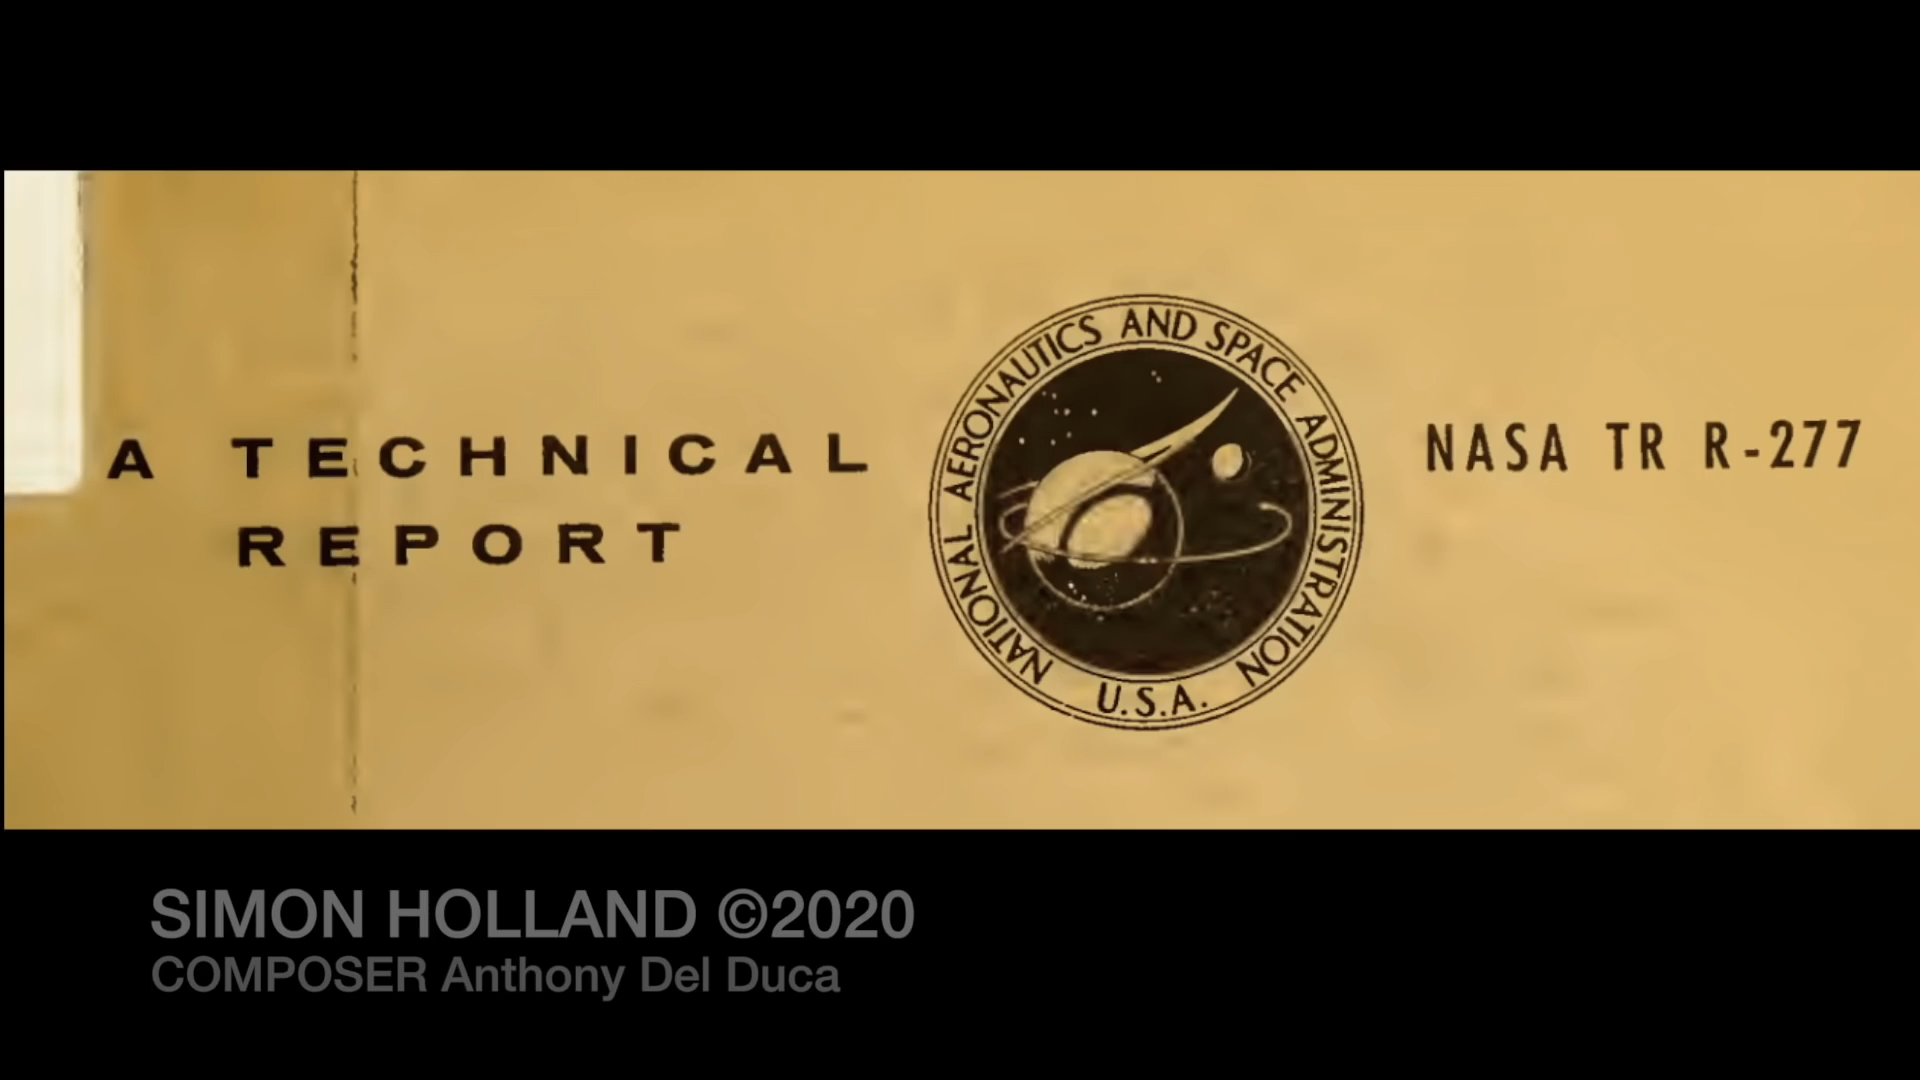 A TECHNICAL
REPORT
NATIONAL AERONAUTICS AND SPACE ADMINISTRATION
U.S.A.
NASA TR R-277
SIMON HOLLAND ©2020
COMPOSER Anthony Del Duca